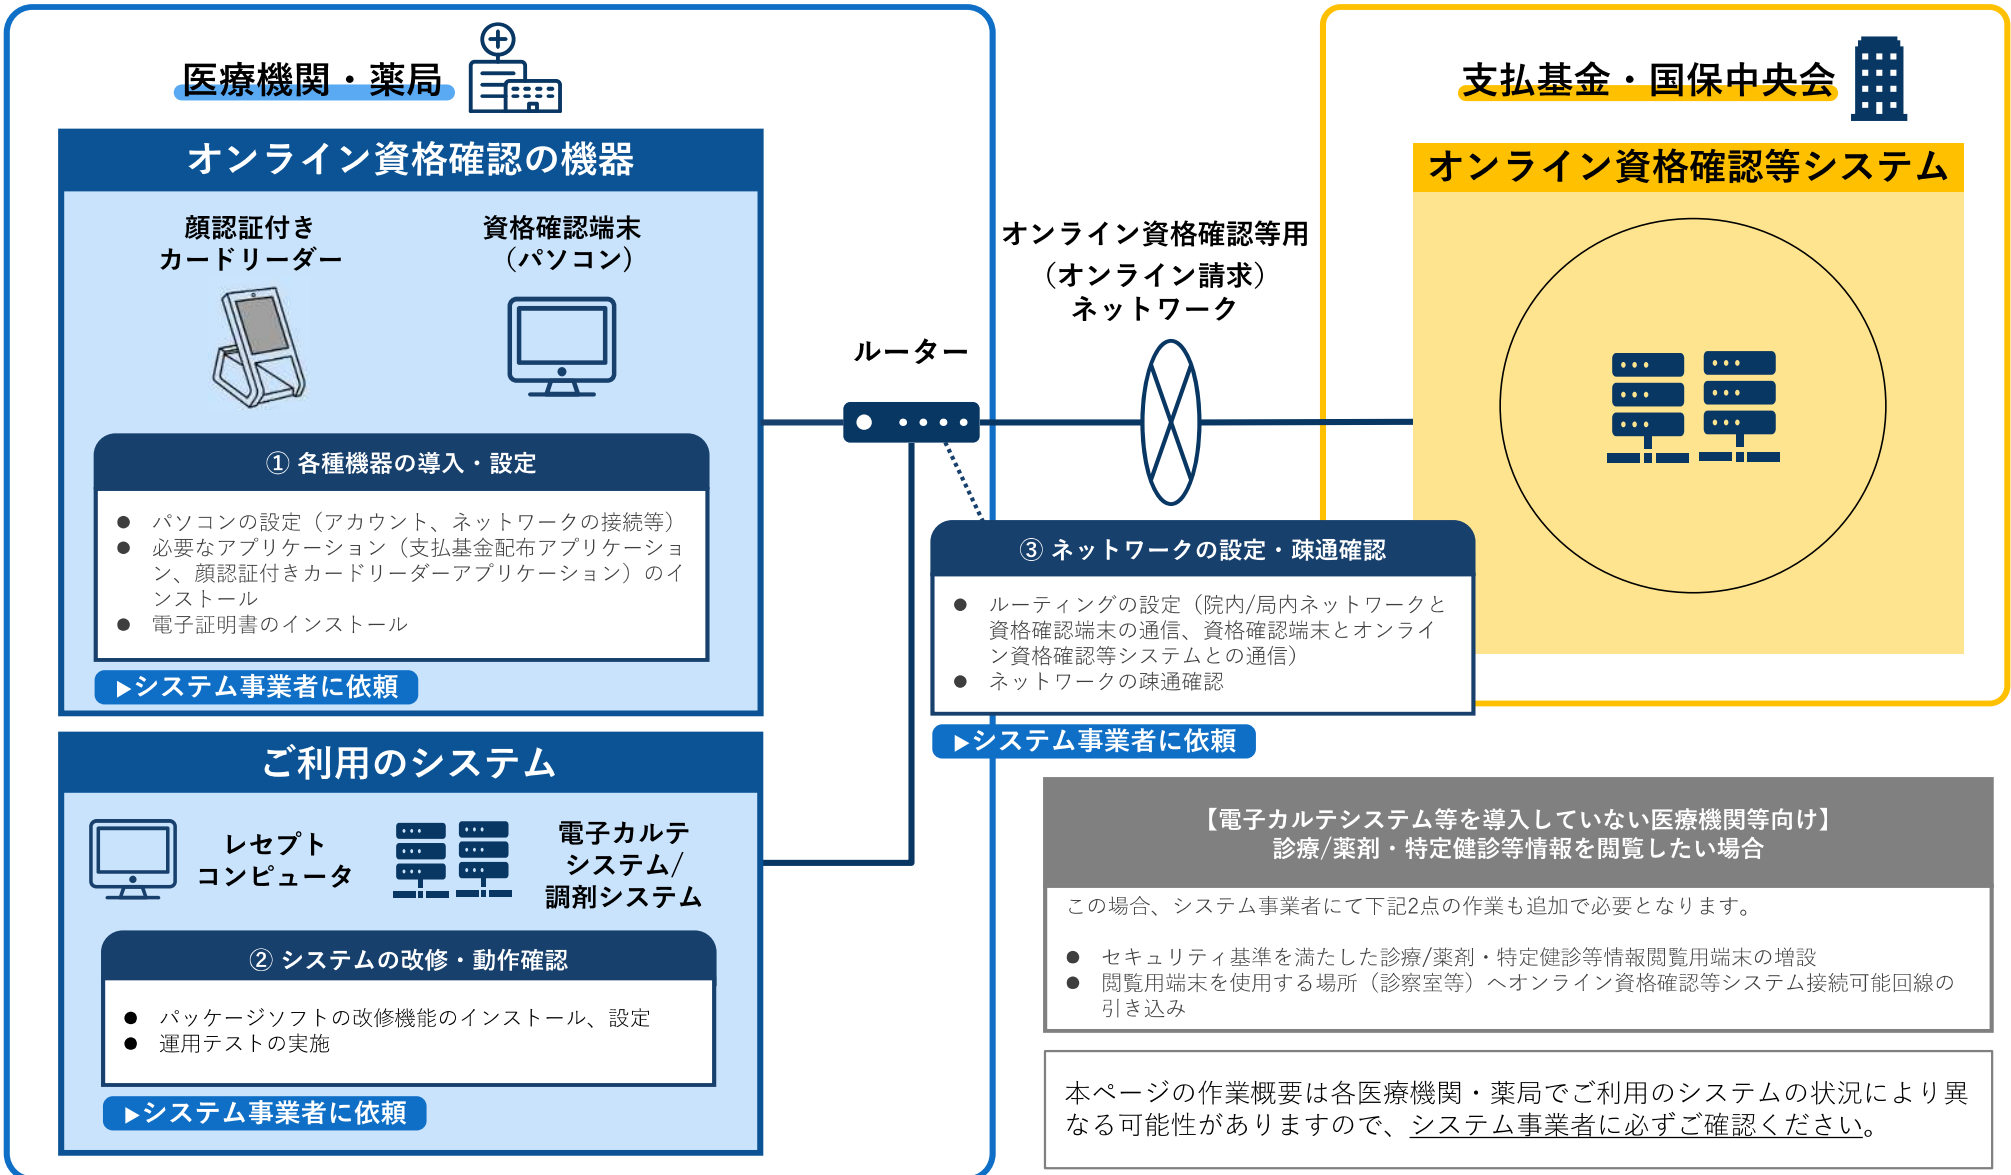 医療機関・薬局
オンライン資格確認の機器
顔認証付き
カードリーダー
資格確認端末
（パソコン）
① 各種機器の導入・設定
● パソコンの設定（アカウント、ネットワークの接続等）
● 必要なアプリケーション（支払基金配布アプリケーショ
ン、顔認証付きカードリーダーアプリケーション）のイ
ンストール
● 電子証明書のインストール
▶システム事業者に依頼
ご利用のシステム
レセプト
コンピュータ
電子カルテ
システム/
調剤システム
② システムの改修・動作確認
● パッケージソフトの改修機能のインストール、設定
● 運用テストの実施
▶システム事業者に依頼
ルーター
オンライン資格確認等用
（オンライン請求）
ネットワーク
支払基金・国保中央会
オンライン資格確認等システム
③ ネットワークの設定・疎通確認
● ルーティングの設定（院内/局内ネットワークと
資格確認端末の通信、資格確認端末とオンライ
ン資格確認等システムとの通信）
● ネットワークの疎通確認
▶システム事業者に依頼
【電子カルテシステム等を導入していない医療機関等向け】
診療/薬剤・特定健診等情報を閲覧したい場合
この場合、システム事業者にて下記2点の作業も追加で必要となります。
● セキュリティ基準を満たした診療/薬剤・特定健診等情報閲覧用端末の増設
● 閲覧用端末を使用する場所（診察室等）へオンライン資格確認等システム接続可能回線の
引き込み
本ページの作業概要は各医療機関・薬局でご利用のシステムの状況により異
なる可能性がありますので、システム事業者に必ずご確認ください。